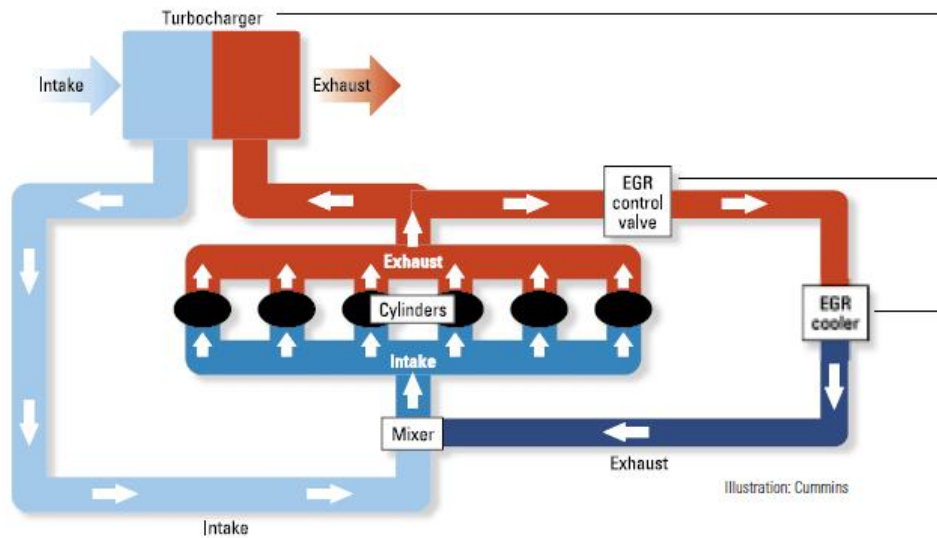 Turbocharger
Intake
Exhaust
EGR
control
valve
Exhaust
Cylinders
EGR
cooler
Intake
Mixer
Exhaust
Illustration: Cummins
Intake